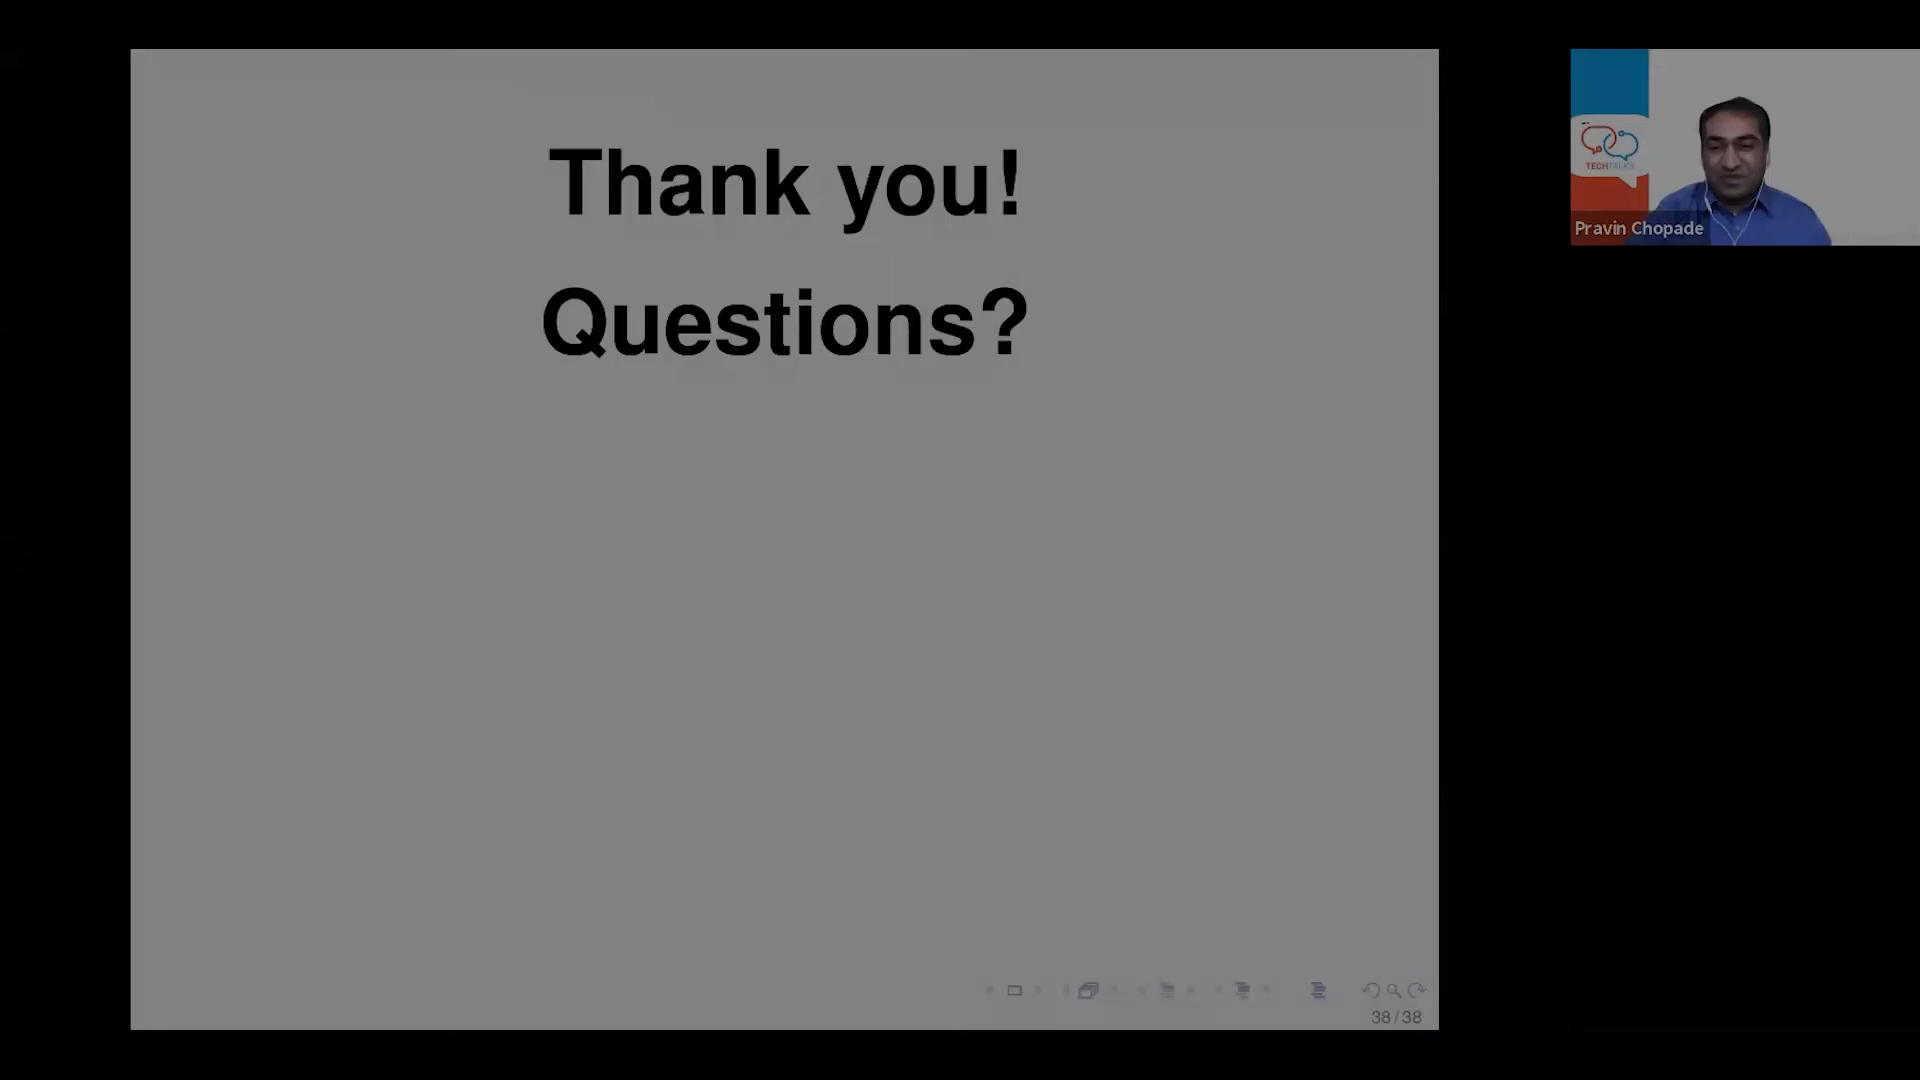 Thank you!
Questions?
TECHTALKS
Pravin Chopade
38/38